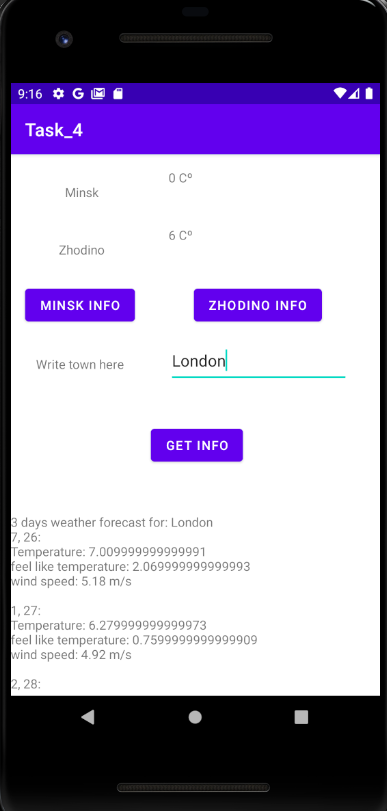 9:16
Task_4
0 Cº
Minsk
6 Cº
Zhodino
MINSK INFO
ZHODINO INFO
Write town here
London
GET INFO
3 days weather forecast for: London
7, 26:
Temperature: 7.009999999999991
feel like temperature: 2.069999999999993
wind speed: 5.18 m/s
1, 27:
Temperature: 6.279999999999973
feel like temperature: 0.7599999999999909
wind speed: 4.92 m/s
2, 28: